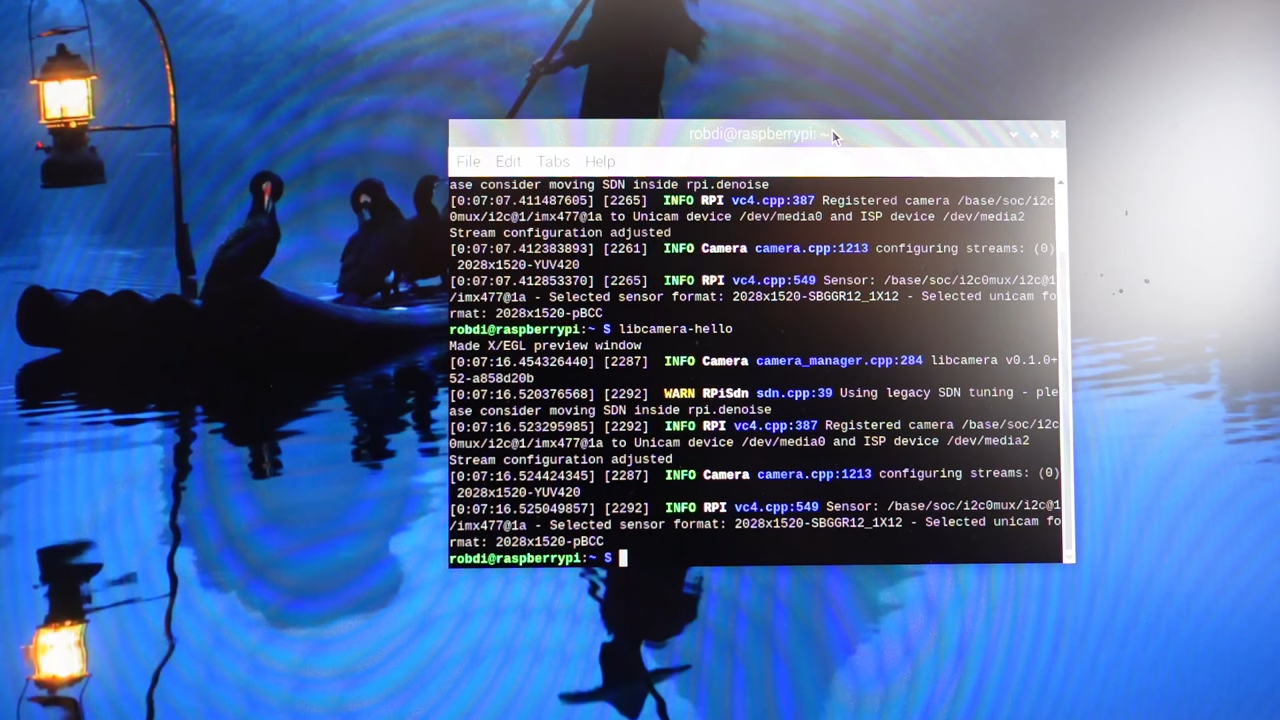 robdi@raspberrypi: ~
File Edit Tabs Help
ase consider moving SDN inside rpi.denoise
[0:07:07.411487605] [2265]  INFO RPI vc4.cpp:387 Registered camera /base/soc/i2c
0mux/i2c@1/imx477@1a to Unicam device /dev/media0 and ISP device /dev/media2
Stream configuration adjusted
[0:07:07.412383893] [2261]  INFO Camera camera.cpp:1213 configuring streams: (0)
2028x1520-YUV420
[0:07:07.412853370] [2265]  INFO RPI vc4.cpp:549 Sensor: /base/soc/i2c0mux/i2c@1
/imx477@1a - Selected sensor format: 2028x1520-SBGGR12_1X12 - Selected unicam fo
rmat: 2028x1520-pBCC
robdi@raspberrypi:~ $ libcamera-hello
Made X/EGL preview window
[0:07:16.454326440] [2287]  INFO Camera camera_manager.cpp:284 libcamera v0.1.0+
52-a858d20b
[0:07:16.520376568] [2292]  WARN RPiSdn sdn.cpp:39 Using legacy SDN tuning - ple
ase consider moving SDN inside rpi.denoise
[0:07:16.523295985] [2292]  INFO RPI vc4.cpp:387 Registered camera /base/soc/i2c
0mux/i2c@1/imx477@1a to Unicam device /dev/media0 and ISP device /dev/media2
Stream configuration adjusted
[0:07:16.524424345] [2287]  INFO Camera camera.cpp:1213 configuring streams: (0)
2028x1520-YUV420
[0:07:16.525049857] [2292]  INFO RPI vc4.cpp:549 Sensor: /base/soc/i2c0mux/i2c@1
/imx477@1a - Selected sensor format: 2028x1520-SBGGR12_1X12 - Selected unicam fo
rmat: 2028x1520-pBCC
robdi@raspberrypi:~ $